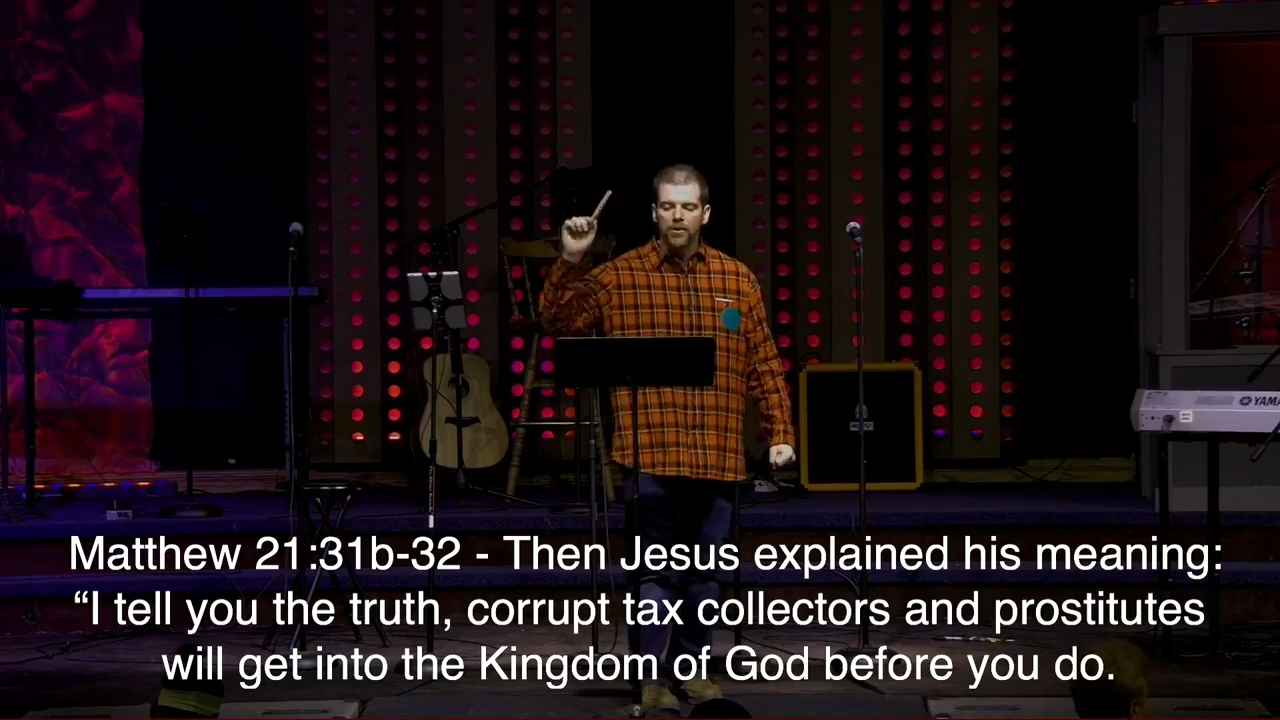 YAMA
Matthew 21:31b-32 - Then Jesus explained his meaning:
“I tell you the truth, corrupt tax collectors and prostitutes
will get into the Kingdom of God before you do.